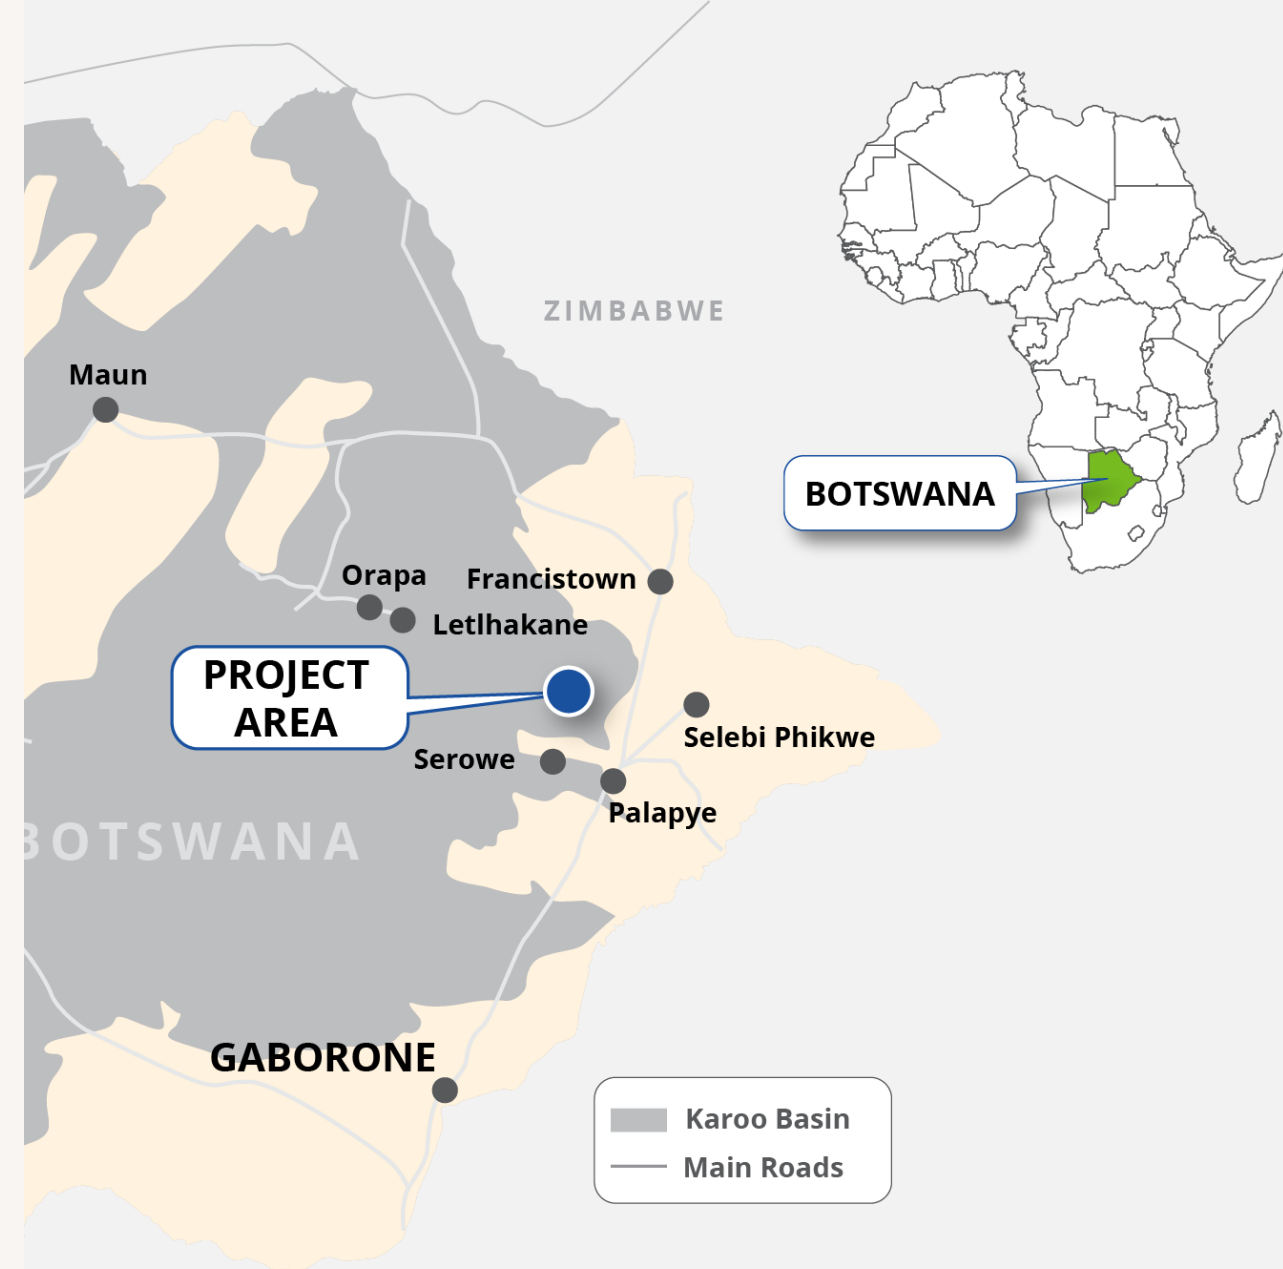 ZIMBABWE
Maun
BOTSWANA
Orapa
Francistown
Letlhakane
PROJECT
AREA
Selebi Phikwe
Serowe
Palapye
BOTSWANA
GABORONE
Karoo Basin
Main Roads